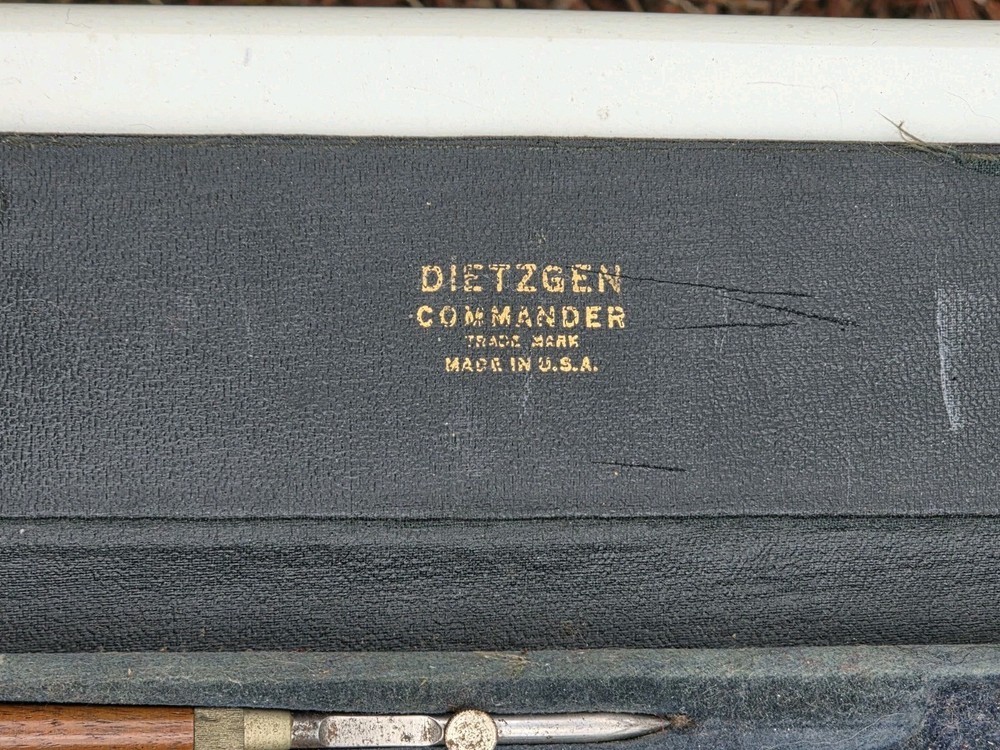 DIETZGEN
COMMANDER
TRADE MARK
MADE IN U.S.A.